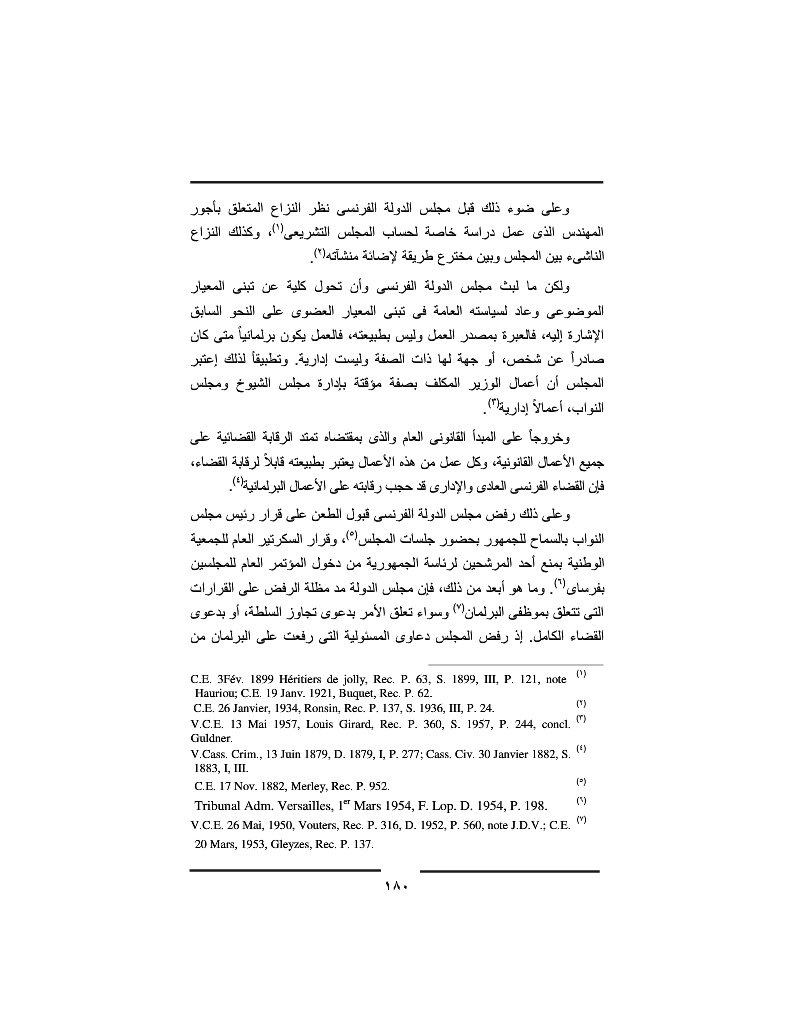 وعلى ضوء ذلك قبل مجلس الدولة الفرنسى نظر النزاع المتعلق بأجور
المهندس الذى عمل دراسة خاصة لحساب المجلس التشريعى(١)، وكذلك النزاع
الناشىء بين المجلس وبين مخترع طريقة لإضائة منشآته(٢).
ولكن ما لبث مجلس الدولة الفرنسى وأن تحول كلية عن تبنى المعيار
الموضوعى وعاد لسياسته العامة فى تبنى المعيار العضوى على النحو السابق
الإشارة إليه، فالعبرة بمصدر العمل وليس بطبيعته، فالعمل يكون برلمانياً متى كان
صادراً عن شخص، أو جهة لها ذات الصفة وليست إدارية. وتطبيقاً لذلك إعتبر
المجلس أن أعمال الوزير المكلف بصفة مؤقتة بإدارة مجلس الشيوخ ومجلس
النواب، أعمالاً إدارية(٣).
وخروجاً على المبدأ القانونى العام والذى بمقتضاه تمتد الرقابة القضائية على
جميع الأعمال القانونية، وكل عمل من هذه الأعمال يعتبر بطبيعته قابلاً لرقابة القضاء،
فإن القضاء الفرنسى العادى والإدارى قد حجب رقابته على الأعمال البرلمانية(٤).
وعلى ذلك رفض مجلس الدولة الفرنسى قبول الطعن على قرار رئيس مجلس
النواب بالسماح للجمهور بحضور جلسات المجلس(٥)، وقرار السكرتير العام للجمعية
الوطنية بمنع أحد المرشحين لرئاسة الجمهورية من دخول المؤتمر العام للمجلسين
بفرساى(٦). وما هو أبعد من ذلك، فإن مجلس الدولة مد مظلة الرفض على القرارات
التى تتعلق بموظفى البرلمان(٧) وسواء تعلق الأمر بدعوى تجاوز السلطة، أو بدعوى
القضاء الكامل. إذ رفض المجلس دعاوى المسئولية التى رفعت على البرلمان من
C.E. 3Fév. 1899 Héritiers de jolly, Rec. P. 63, S. 1899, III, P. 121, note (١)
Hauriou; C.E. 19 Janv. 1921, Buquet, Rec. P. 62.
C.E. 26 Janvier, 1934, Ronsin, Rec. P. 137, S. 1936, III, P. 24. (٢)
V.C.E. 13 Mai 1957, Louis Girard, Rec. P. 360, S. 1957, P. 244, concl. (٣)
Guldner.
V.Cass. Crim., 13 Juin 1879, D. 1879, I, P. 277; Cass. Civ. 30 Janvier 1882, S. (٤)
1883, I, III.
C.E. 17 Nov. 1882, Merley, Rec. P. 952. (٥)
Tribunal Adm. Versailles, 1er Mars 1954, F. Lop. D. 1954, P. 198. (٦)
V.C.E. 26 Mai, 1950, Vouters, Rec. P. 316, D. 1952, P. 560, note J.D.V.; C.E. (٧)
20 Mars, 1953, Gleyzes, Rec. P. 137.
١٨٠